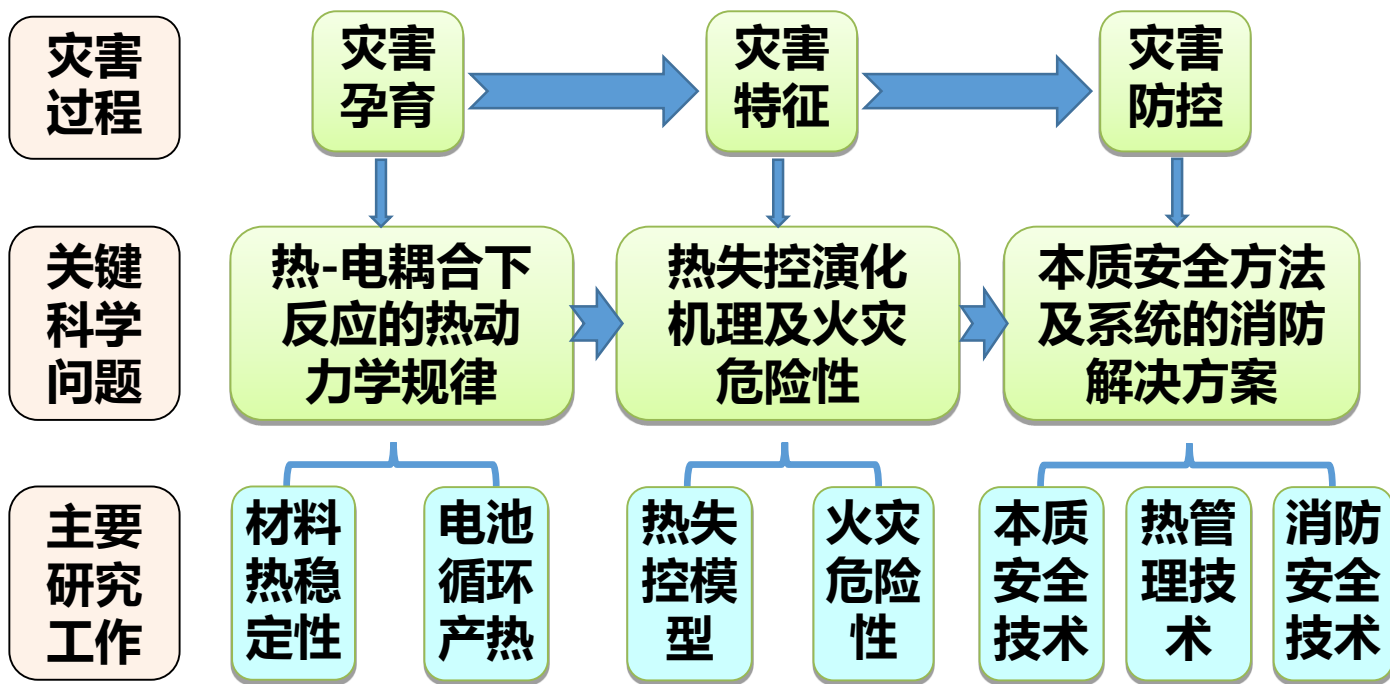 灾害
过程
灾害
孕育
灾害
特征
灾害
防控
关键
科学
问题
热-电耦合下
反应的热动
力学规律
热失控演化
机理及火灾
危险性
本质安全方法
及系统的消防
解决方案
主要
研究
工作
材料
热稳
定性
电池
循环
产热
热失
控模
型
火灾
危险
性
本质
安全
技术
热管
理技
术
消防
安全
技术